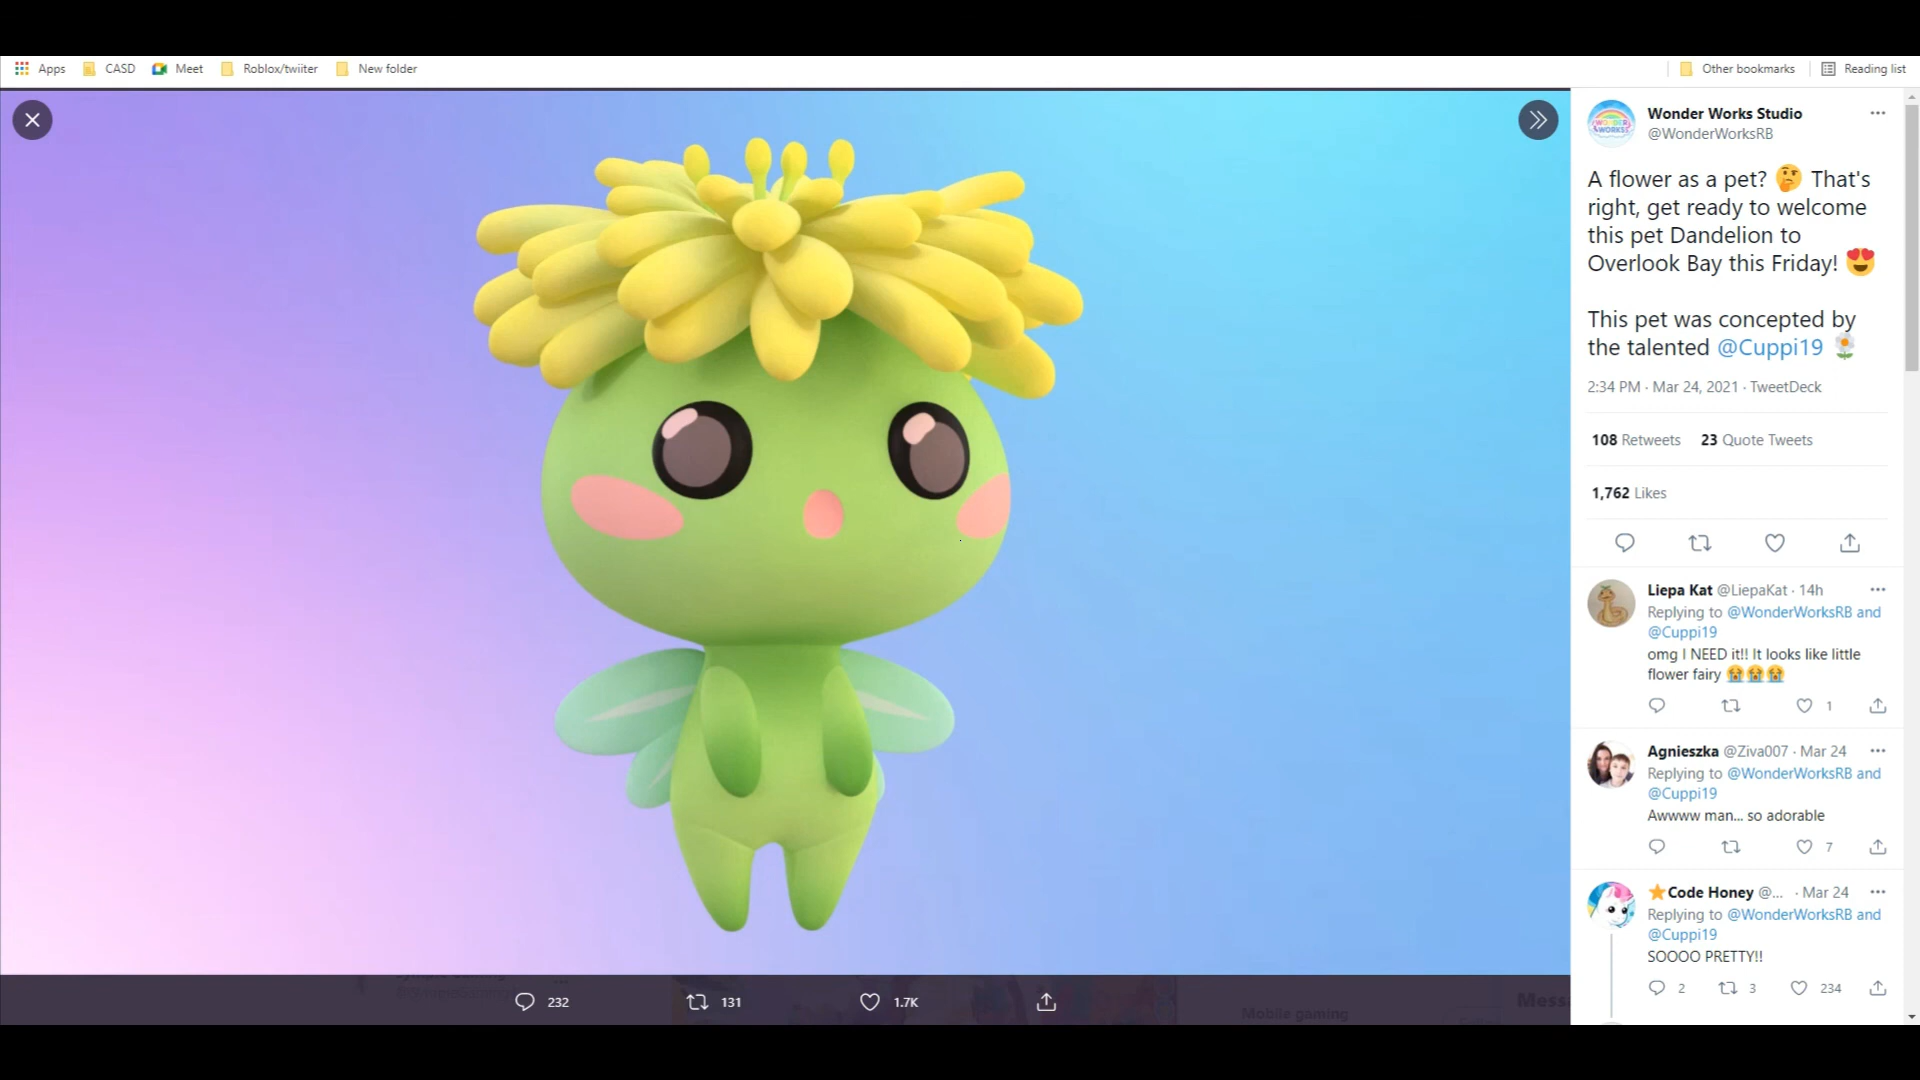 Apps CASD Meet Roblox/twiiter New folder Other bookmarks Reading list
WONDER
WORKS
Wonder Works Studio
@WonderWorksRB
A flower as a pet? 🤔 That's
right, get ready to welcome
this pet Dandelion to
Overlook Bay this Friday! 😍
This pet was concepted by
the talented @Cuppi19 🌼
2:34 PM · Mar 24, 2021 · TweetDeck
108 Retweets 23 Quote Tweets
1,762 Likes
Liepa Kat @LiepaKat · 14h
Replying to @WonderWorksRB and
@Cuppi19
omg I NEED it!! It looks like little
flower fairy 😭😭😭
1
Agnieszka @Ziva007 · Mar 24
Replying to @WonderWorksRB and
@Cuppi19
Awwww man... so adorable
7
⭐Code Honey @... · Mar 24
Replying to @WonderWorksRB and
@Cuppi19
SOOOO PRETTY!!
2 3 234
232 131 1.7K
Mess
Mobile gaming